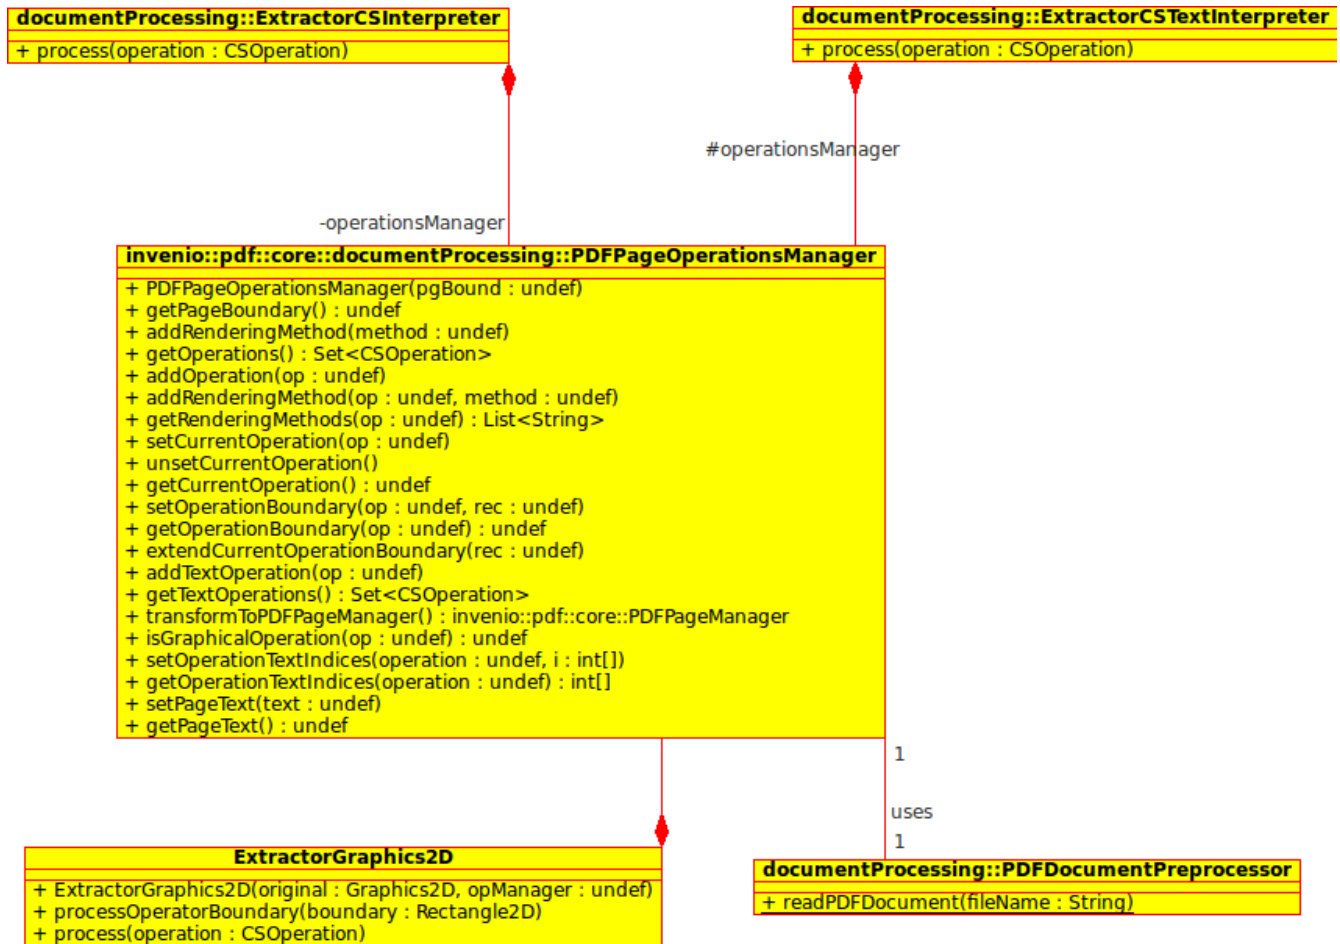 documentProcessing::ExtractorCSInterpreter
+ process(operation : CSOperation)
documentProcessing::ExtractorCSTextInterpreter
+ process(operation : CSOperation)
#operationsManager
-operationsManager
invenio::pdf::core::documentProcessing::PDFPageOperationsManager
+ PDFPageOperationsManager(pgBound : undef)
+ getPageBoundary() : undef
+ addRenderingMethod(method : undef)
+ getOperations() : Set<CSOperation>
+ addOperation(op : undef)
+ addRenderingMethod(op : undef, method : undef)
+ getRenderingMethods(op : undef) : List<String>
+ setCurrentOperation(op : undef)
+ unsetCurrentOperation()
+ getCurrentOperation() : undef
+ setOperationBoundary(op : undef, rec : undef)
+ getOperationBoundary(op : undef) : undef
+ extendCurrentOperationBoundary(rec : undef)
+ addTextOperation(op : undef)
+ getTextOperations() : Set<CSOperation>
+ transformToPDFPageManager() : invenio::pdf::core::PDFPageManager
+ isGraphicalOperation(op : undef) : undef
+ setOperationTextIndices(operation : undef, i : int[])
+ getOperationTextIndices(operation : undef) : int[]
+ setPageText(text : undef)
+ getPageText() : undef
1
uses
1
ExtractorGraphics2D
+ ExtractorGraphics2D(original : Graphics2D, opManager : undef)
+ processOperatorBoundary(boundary : Rectangle2D)
+ process(operation : CSOperation)
documentProcessing::PDFDocumentPreprocessor
+ readPDFDocument(fileName : String)